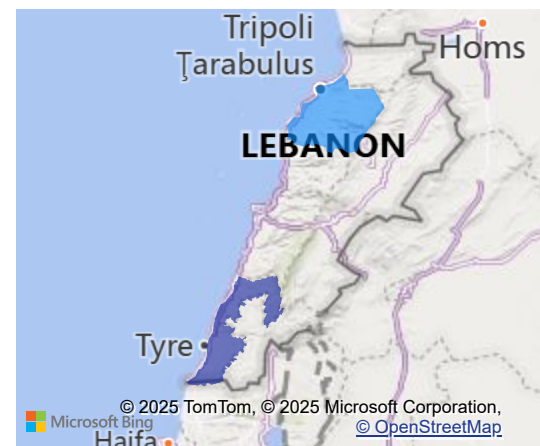 Tripoli
Ţarabulus
Homs
LEBANON
Tyre
© 2025 TomTom, © 2025 Microsoft Corporation,
Microsoft Bing
© OpenStreetMap
Haifa